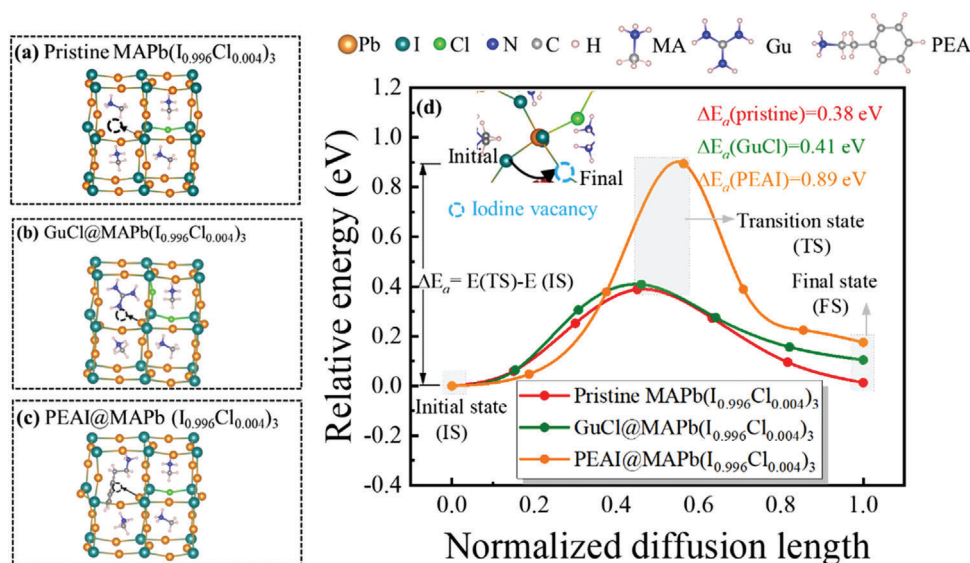 Pb I Cl N C H MA Gu PEA
(a) Pristine MAPb(I0.996Cl0.004)3
(b)
GuCl@MAPb(I0.996Cl0.004)3
(c) PEAI@MAPb (I0.996Cl0.004)3
(d)
ΔEa(pristine)=0.38 eV
ΔEa(GuCl)=0.41 eV
ΔEa(PEAI)=0.89 eV
Initial
Final
Iodine vacancy
Transition state
(TS)
ΔEa= E(TS)-E (IS)
Final state
(FS)
Initial state
(IS)
Pristine MAPb(I0.996Cl0.004)3
GuCl@MAPb(I0.996Cl0.004)3
PEAI@MAPb(I0.996Cl0.004)3
Relative energy (eV)
1.2
1.0
0.8
0.6
0.4
0.2
0.0
-0.2
-0.4
0.0 0.2 0.4 0.6 0.8 1.0
Normalized diffusion length